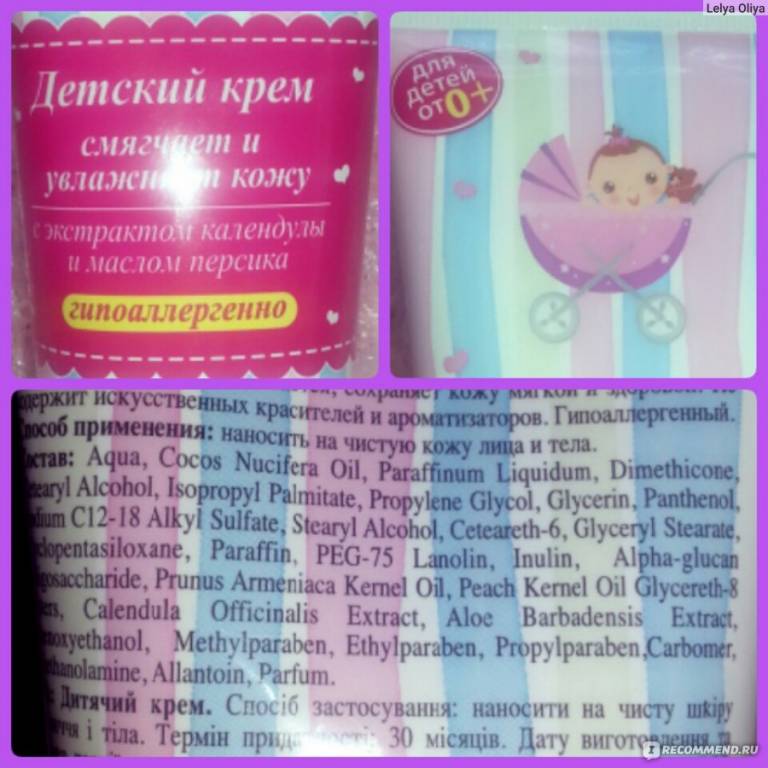 Lelya Oliya
Детский крем
смягчает и
увлажняет кожу
с экстрактом календулы
и маслом персика
гипоаллергенно
для
детей
от 0+
сохраняет кожу мягкой и
содержит искусственных красителей и ароматизаторов. Гипоаллергенный.
Способ применения: наносить на чистую кожу лица и тела.
Состав: Aqua, Cocos Nucifera Oil, Paraffinum Liquidum, Dimethicone,
Cetearyl Alcohol, Isopropyl Palmitate, Propylene Glycol, Glycerin, Panthenol,
Sodium C12-18 Alkyl Sulfate, Stearyl Alcohol, Ceteareth-6, Glyceryl Stearate,
Cyclopentasiloxane, Paraffin, PEG-75 Lanolin, Inulin, Alpha-glucan
Oligosaccharide, Prunus Armeniaca Kernel Oil, Peach Kernel Oil Glycereth-8
Esters, Calendula Officinalis Extract, Aloe Barbadensis Extract,
Phenoxyethanol, Methylparaben, Ethylparaben, Propylparaben,Carbomer,
Allantoin, Parfum.
Дитячий крем. Спосіб застосування: наносити на чисту шкіру
обличчя і тіла. Термін придатності: 30 місяців. Дату виготовлення
IRECOMMEND.RU